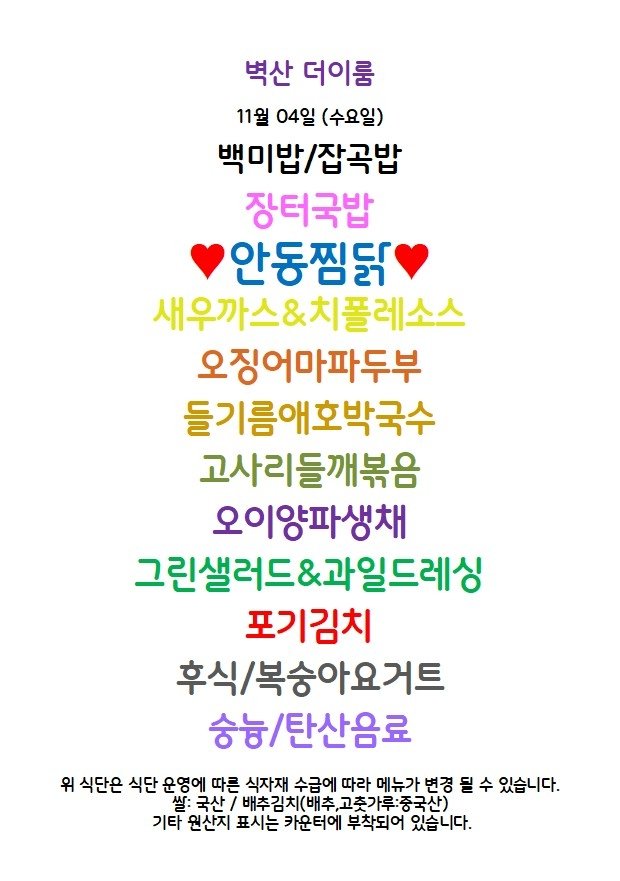 벽산 더이룸
11월 04일 (수요일)
백미밥/잡곡밥
장터국밥
♥안동찜닭♥
새우까스&치폴레소스
오징어마파두부
들기름애호박국수
고사리들깨볶음
오이양파생채
그린샐러드&과일드레싱
포기김치
후식/복숭아요거트
숭늉/탄산음료
위 식단은 식단 운영에 따른 식자재 수급에 따라 메뉴가 변경 될 수 있습니다.
쌀: 국산 / 배추김치(배추,고춧가루:중국산)
기타 원산지 표시는 카운터에 부착되어 있습니다.